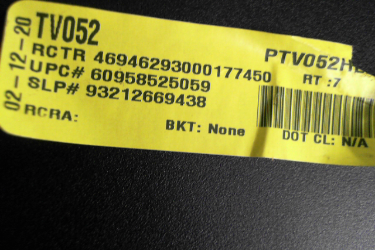 02-12-20
TV052
PTV052H
RCTR 46946293000177450
RT :7
UPC# 60958525059
SLP# 93212669438
RCRA:
BKT: None
DOT CL: N/A